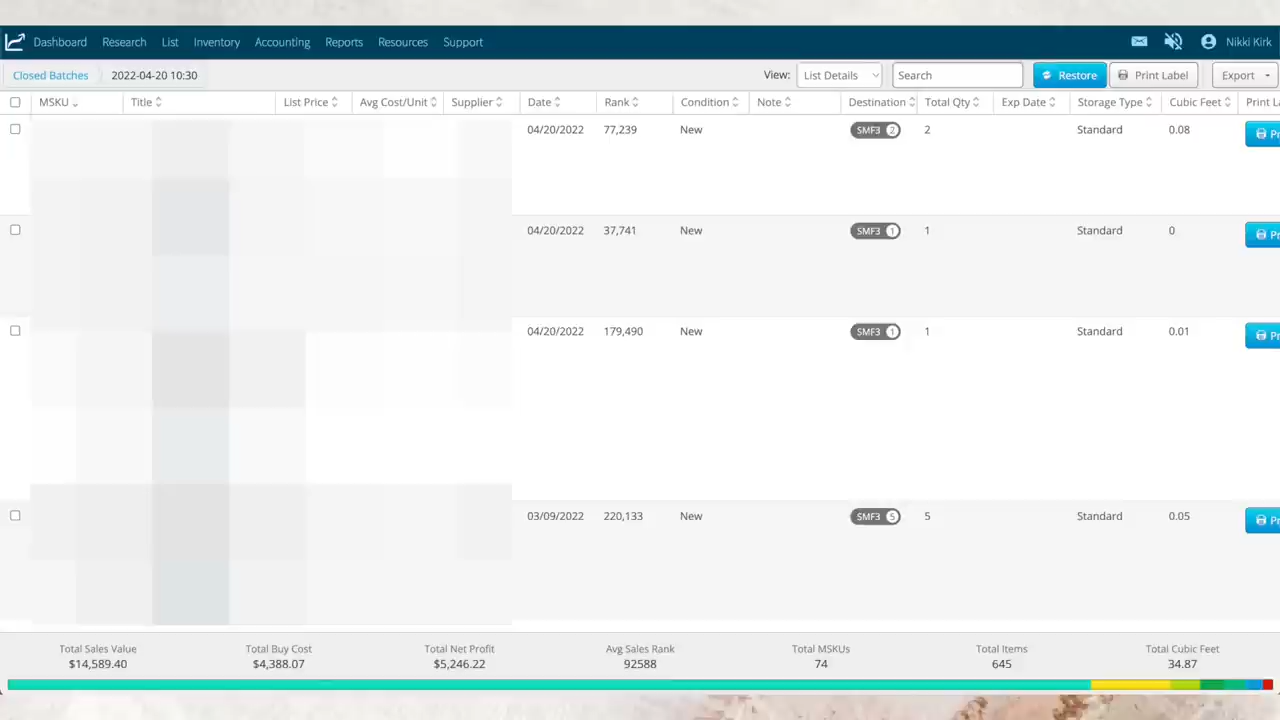 Dashboard Research List Inventory Accounting Reports Resources Support Nikki Kirk
Closed Batches 2022-04-20 10:30 View: List Details Search Restore Print Label Export
MSKU Title List Price Avg Cost/Unit Supplier Date Rank Condition Note Destination Total Qty Exp Date Storage Type Cubic Feet Print La
04/20/2022 77,239 New SMF3 2 2 Standard 0.08 Pr
04/20/2022 37,741 New SMF3 1 1 Standard 0 Pr
04/20/2022 179,490 New SMF3 1 1 Standard 0.01 Pr
03/09/2022 220,133 New SMF3 5 5 Standard 0.05 Pr
Total Sales Value Total Buy Cost Total Net Profit Avg Sales Rank Total MSKUs Total Items Total Cubic Feet
$14,589.40 $4,388.07 $5,246.22 92588 74 645 34.87